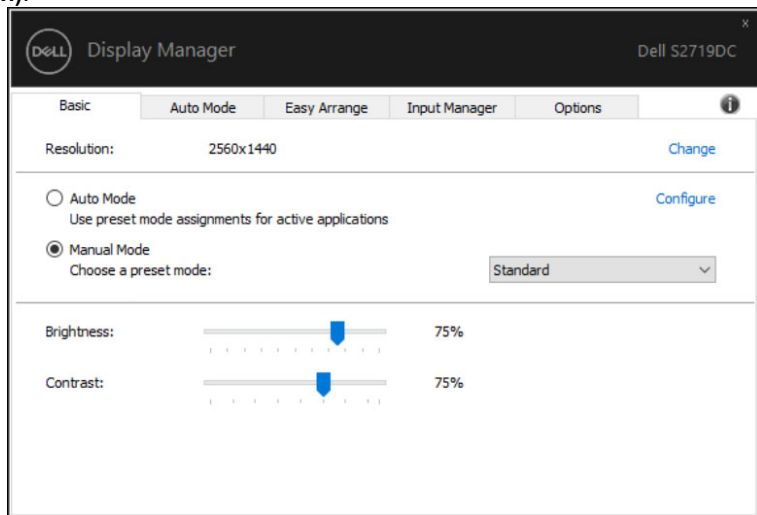 DELL Display Manager
x
Dell S2719DC
Basic Auto Mode Easy Arrange Input Manager Options i
Resolution: 2560x1440 Change
Auto Mode Configure
Use preset mode assignments for active applications
Manual Mode
Choose a preset mode: Standard
Brightness: 75%
Contrast: 75%